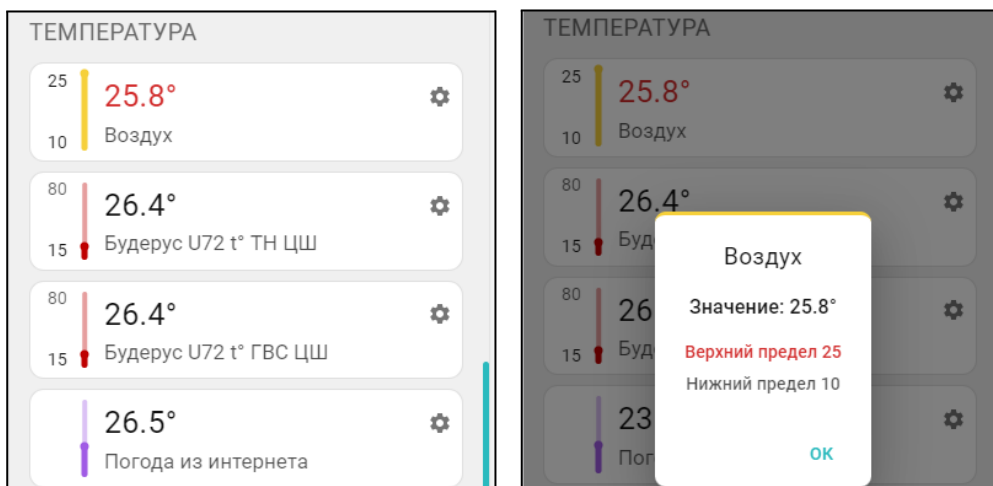 ТЕМПЕРАТУРА
25
25.8°
10
Воздух
80
26.4°
15
Будерус U72 t° ТН ЦШ
80
26.4°
15
Будерус U72 t° ГВС ЦШ
26.5°
Погода из интернета
ТЕМПЕРАТУРА
25
25.8°
10
Воздух
80
26.4°
15
Буд
80
26
15
Буд
23
Пог
Воздух
Значение: 25.8°
Верхний предел 25
Нижний предел 10
ОК